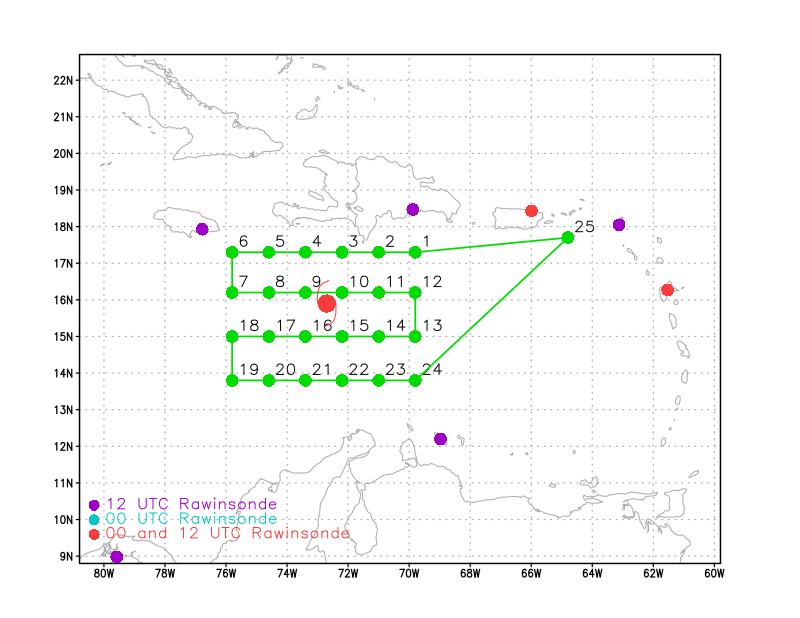 22N
21N
20N
19N
18N
25
6 5 4 3 2 1
17N
7 8 9 10 11 12
16N
18 17 16 15 14 13
15N
19 20 21 22 23 24
14N
13N
12N
11N
12 UTC Rawinsonde
10N
00 UTC Rawinsonde
00 and 12 UTC Rawinsonde
9N
80W 78W 76W 74W 72W 70W 68W 66W 64W 62W 60W